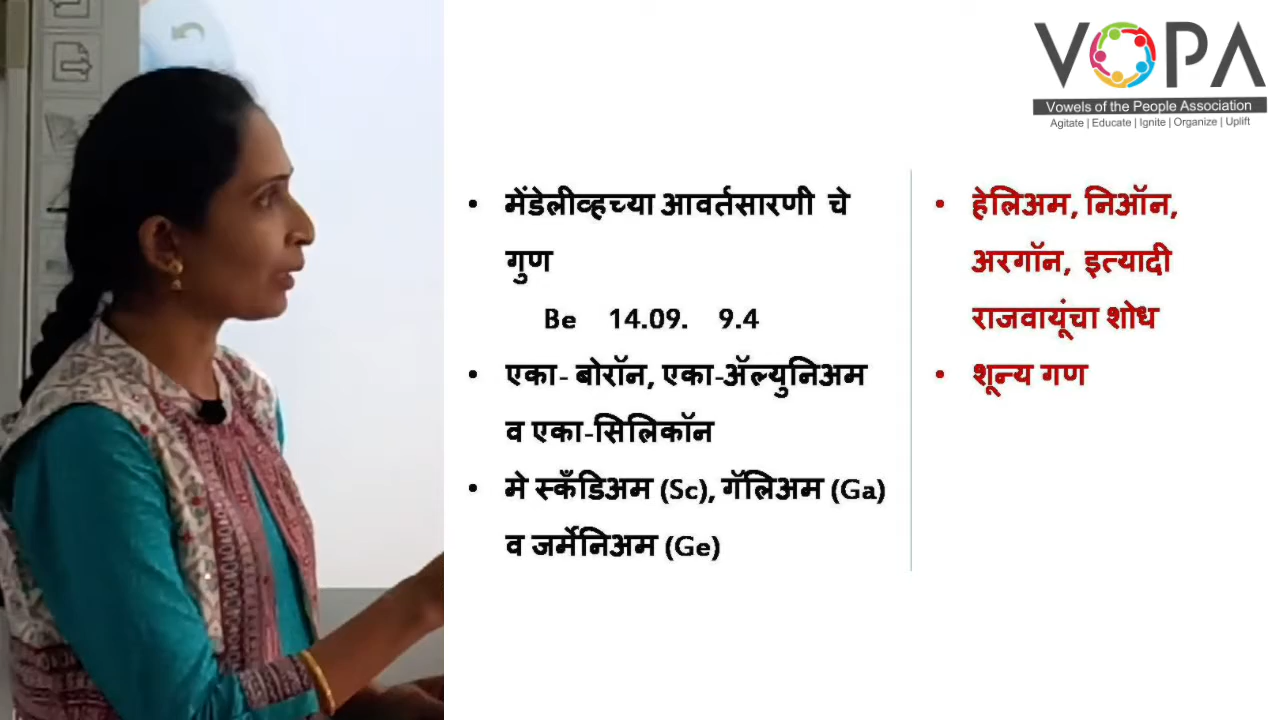 VOPA
Vowels of the People Association
Agitate | Educate | Ignite | Organize | Uplift
• मेंडेलीव्हच्या आवर्तसारणी चे
गुण
Be 14.09. 9.4
• एका- बोरॉन, एका-ॲल्युनिअम
व एका-सिलिकॉन
• मे स्कँडिअम (Sc), गॅलिअम (Ga)
व जर्मेनिअम (Ge)
• हेलिअम, निऑन,
अरगॉन, इत्यादी
राजवायूंचा शोध
• शून्य गण